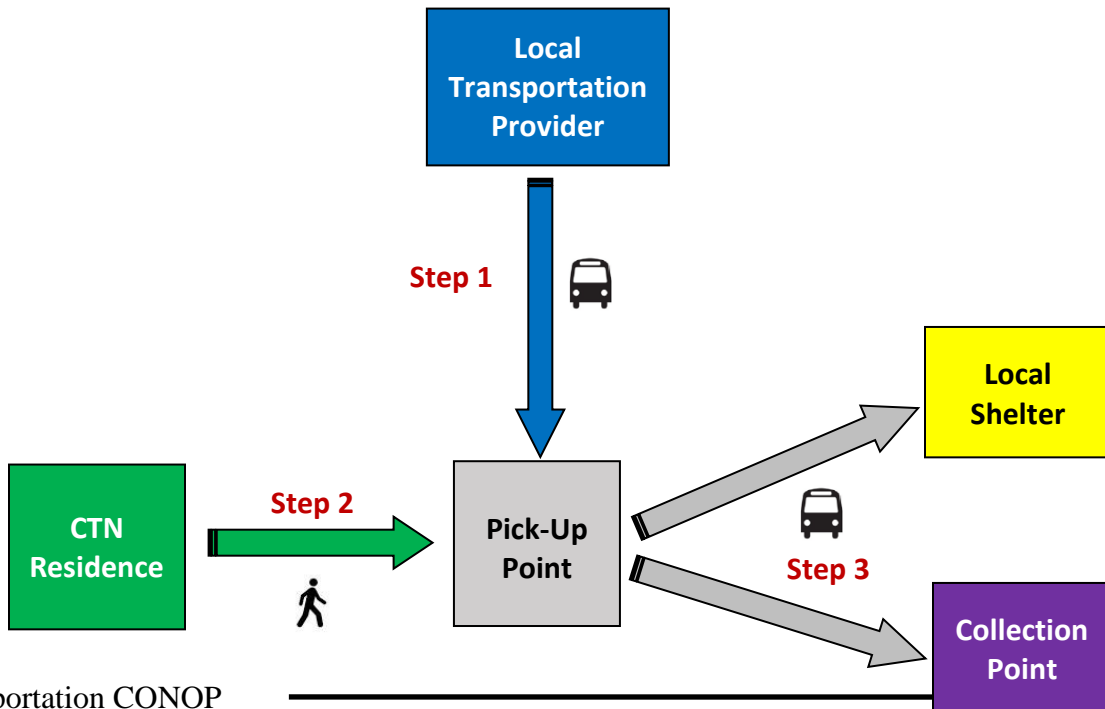 Local
Transportation
Provider
Step 1
Local
Shelter
Step 2
CTN
Residence
Pick-Up
Point
Step 3
Collection
Point
portation CONOP